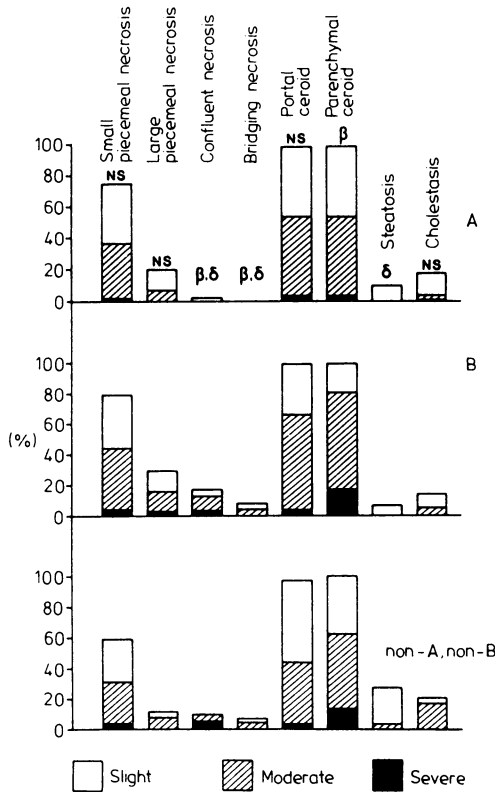 Small
piecemeal necrosis
Large
piecemeal necrosis
Confluent necrosis
Bridging necrosis
Portal
ceroid
Parenchymal
ceroid
Steatosis
Cholestasis
100
80
60
40
20
0
NS
NS
β,δ
β,δ
NS
β
δ
NS
A
100
80
60
40
20
0
B
(%)
100
80
60
40
20
0
non-A, non-B
Slight
Moderate
Severe